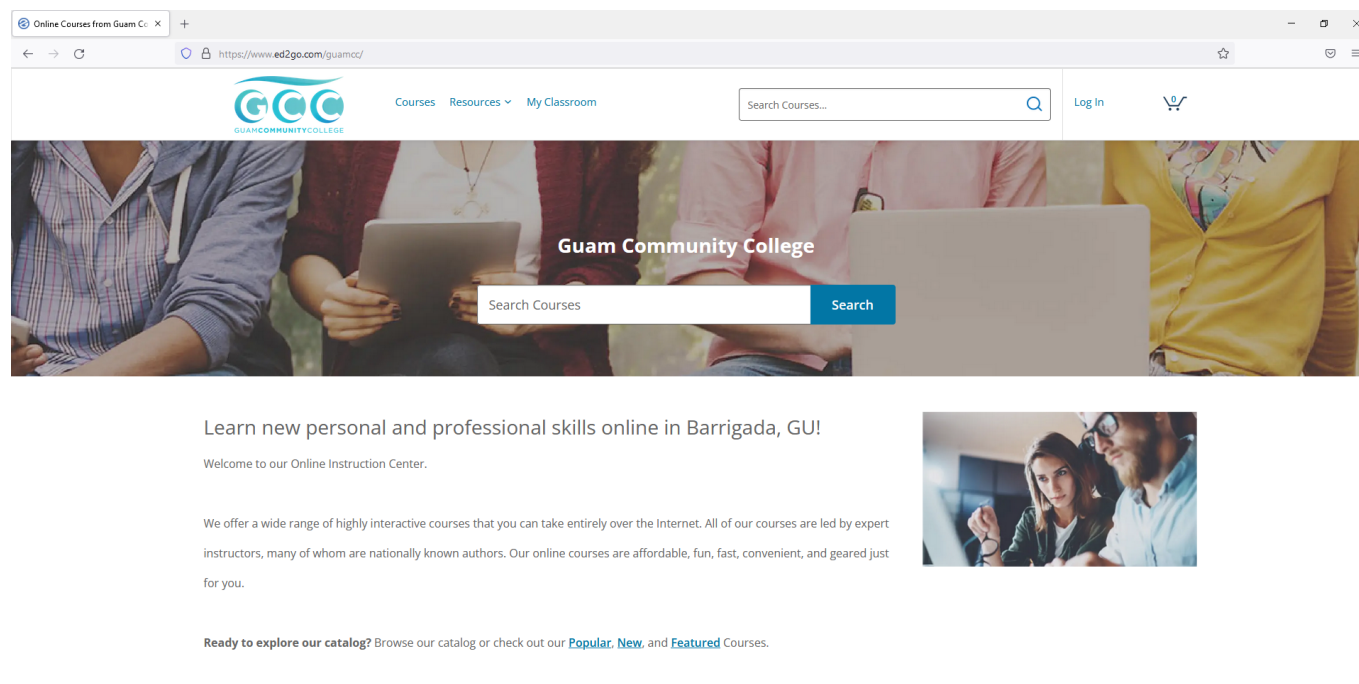 Online Courses from Guam Co
https://www.ed2go.com/guamcc/
GCC
GUAMCOMMUNITYCOLLEGE
Courses Resources My Classroom
Search Courses...
Log In
0
Guam Community College
Search Courses
Search
Learn new personal and professional skills online in Barrigada, GU!
Welcome to our Online Instruction Center.
We offer a wide range of highly interactive courses that you can take entirely over the Internet. All of our courses are led by expert
instructors, many of whom are nationally known authors. Our online courses are affordable, fun, fast, convenient, and geared just
for you.
Ready to explore our catalog? Browse our catalog or check out our Popular, New, and Featured Courses.